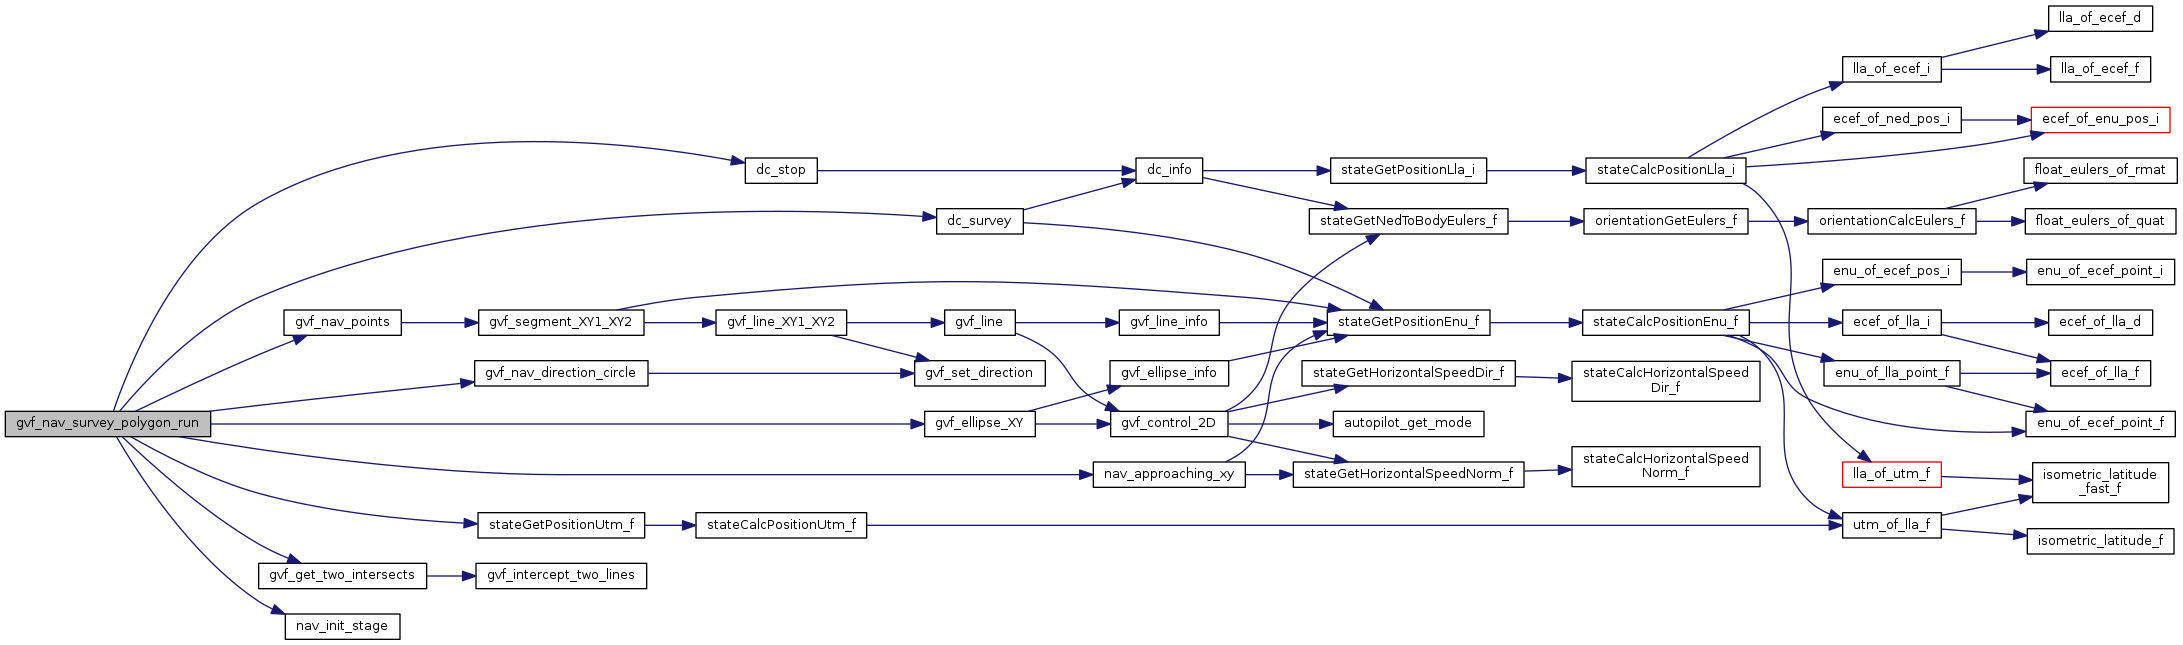 gvf_nav_survey_polygon_run
dc_stop
dc_survey
gvf_nav_points
gvf_segment_XY1_XY2
gvf_line_XY1_XY2
gvf_line
gvf_line_info
gvf_nav_direction_circle
gvf_set_direction
gvf_ellipse_info
gvf_ellipse_XY
gvf_control_2D
nav_approaching_xy
stateGetPositionUtm_f
stateCalcPositionUtm_f
gvf_get_two_intersects
gvf_intercept_two_lines
nav_init_stage
dc_info
stateGetPositionLla_i
stateCalcPositionLla_i
stateGetNedToBodyEulers_f
orientationGetEulers_f
orientationCalcEulers_f
stateGetPositionEnu_f
stateCalcPositionEnu_f
stateGetHorizontalSpeedDir_f
stateCalcHorizontalSpeed
Dir_f
autopilot_get_mode
stateGetHorizontalSpeedNorm_f
stateCalcHorizontalSpeed
Norm_f
lla_of_ecef_i
lla_of_ecef_d
lla_of_ecef_f
ecef_of_ned_pos_i
ecef_of_enu_pos_i
float_eulers_of_rmat
float_eulers_of_quat
enu_of_ecef_pos_i
enu_of_ecef_point_i
ecef_of_lla_i
ecef_of_lla_d
enu_of_lla_point_f
ecef_of_lla_f
enu_of_ecef_point_f
lla_of_utm_f
isometric_latitude
_fast_f
utm_of_lla_f
isometric_latitude_f